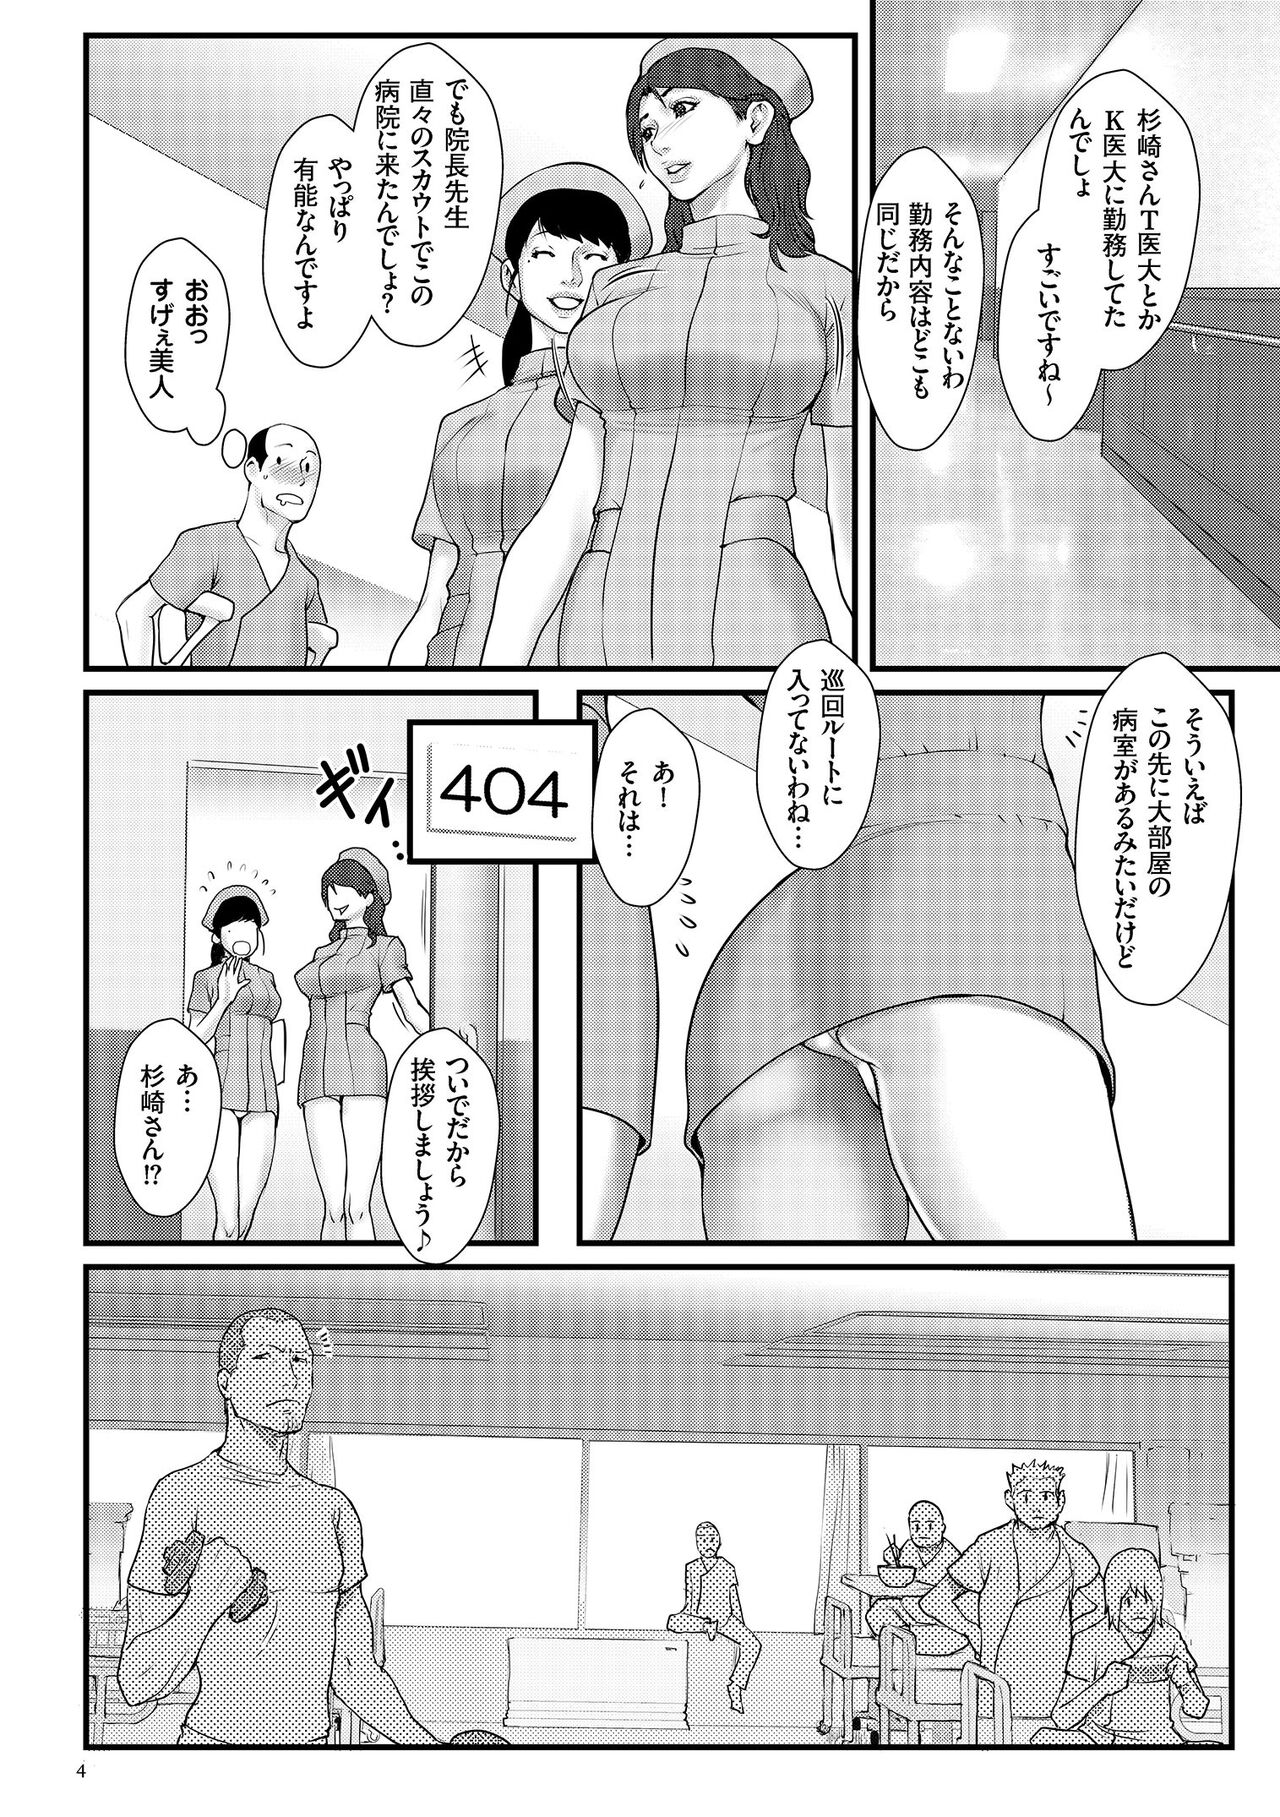 杉崎さんT医大とか
K医大に勤務してた
んでしょ
すごいですね~
そんなことないわ
勤務内容はどこも
同じだから
でも院長先生
直々のスカウトでこの
病院に来たんでしょ?
やっぱり
有能なんですよ
おおっ
すげぇ美人
そういえば
この先に大部屋の
病室があるみたいだけど
巡回ルートに
入ってないわね…
あ!
それは…
404
ギィ…
ついでだから
挨拶しましょう♪
あ…
杉崎さん!?
4